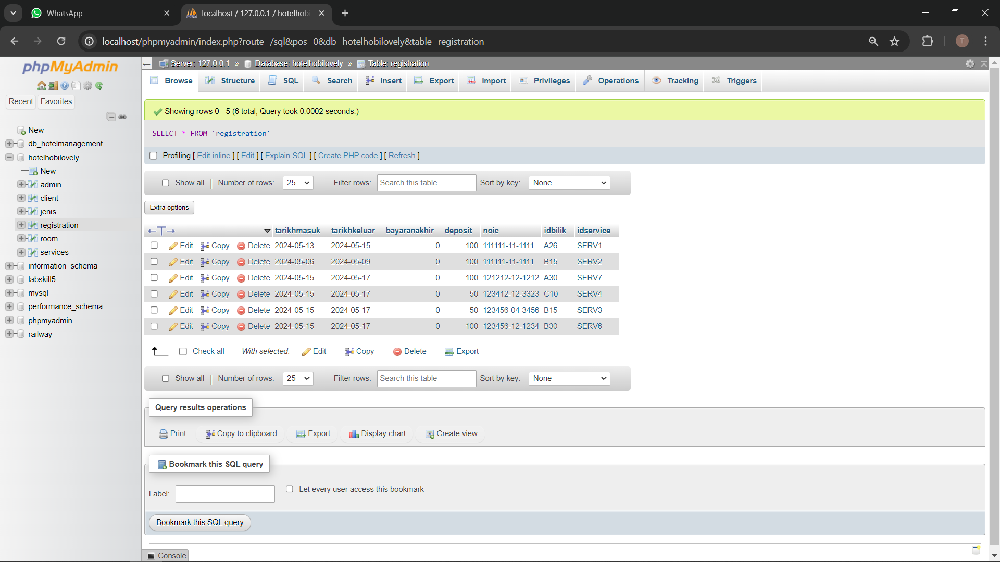 WhatsApp
localhost / 127.0.0.1 / hotelhobi
localhost/phpmyadmin/index.php?route=/sql&pos=0&db=hotelhobilovely&table=registration
T
phpMyAdmin
Recent Favorites
New
db_hotelmanagement
hotelhobilovely
New
admin
client
jenis
registration
room
services
information_schema
labskill5
mysql
performance_schema
phpmyadmin
railway
Server: 127.0.0.1 » Database: hotelhobilovely » Table: registration
Browse Structure SQL Search Insert Export Import Privileges Operations Tracking Triggers
Showing rows 0 - 5 (6 total, Query took 0.0002 seconds.)
SELECT * FROM `registration`
Profiling [ Edit inline ] [ Edit ] [ Explain SQL ] [ Create PHP code ] [ Refresh ]
Show all | Number of rows: 25 Filter rows: Search this table Sort by key: None
Extra options
←T→ tarikhmasuk tarikhkeluar bayaranakhir deposit noic idbilik idservice
Edit Copy Delete 2024-05-13 2024-05-15 0 100 111111-11-1111 A26 SERV1
Edit Copy Delete 2024-05-06 2024-05-09 0 100 111111-11-1111 B15 SERV2
Edit Copy Delete 2024-05-15 2024-05-17 0 100 121212-12-1212 A30 SERV7
Edit Copy Delete 2024-05-15 2024-05-17 0 50 123412-12-3323 C10 SERV4
Edit Copy Delete 2024-05-15 2024-05-17 0 50 123456-04-3456 B15 SERV3
Edit Copy Delete 2024-05-15 2024-05-17 0 100 123456-12-1234 B30 SERV6
Check all With selected: Edit Copy Delete Export
Show all | Number of rows: 25 Filter rows: Search this table Sort by key: None
Query results operations
Print Copy to clipboard Export Display chart Create view
Bookmark this SQL query
Label: Let every user access this bookmark
Bookmark this SQL query
Console